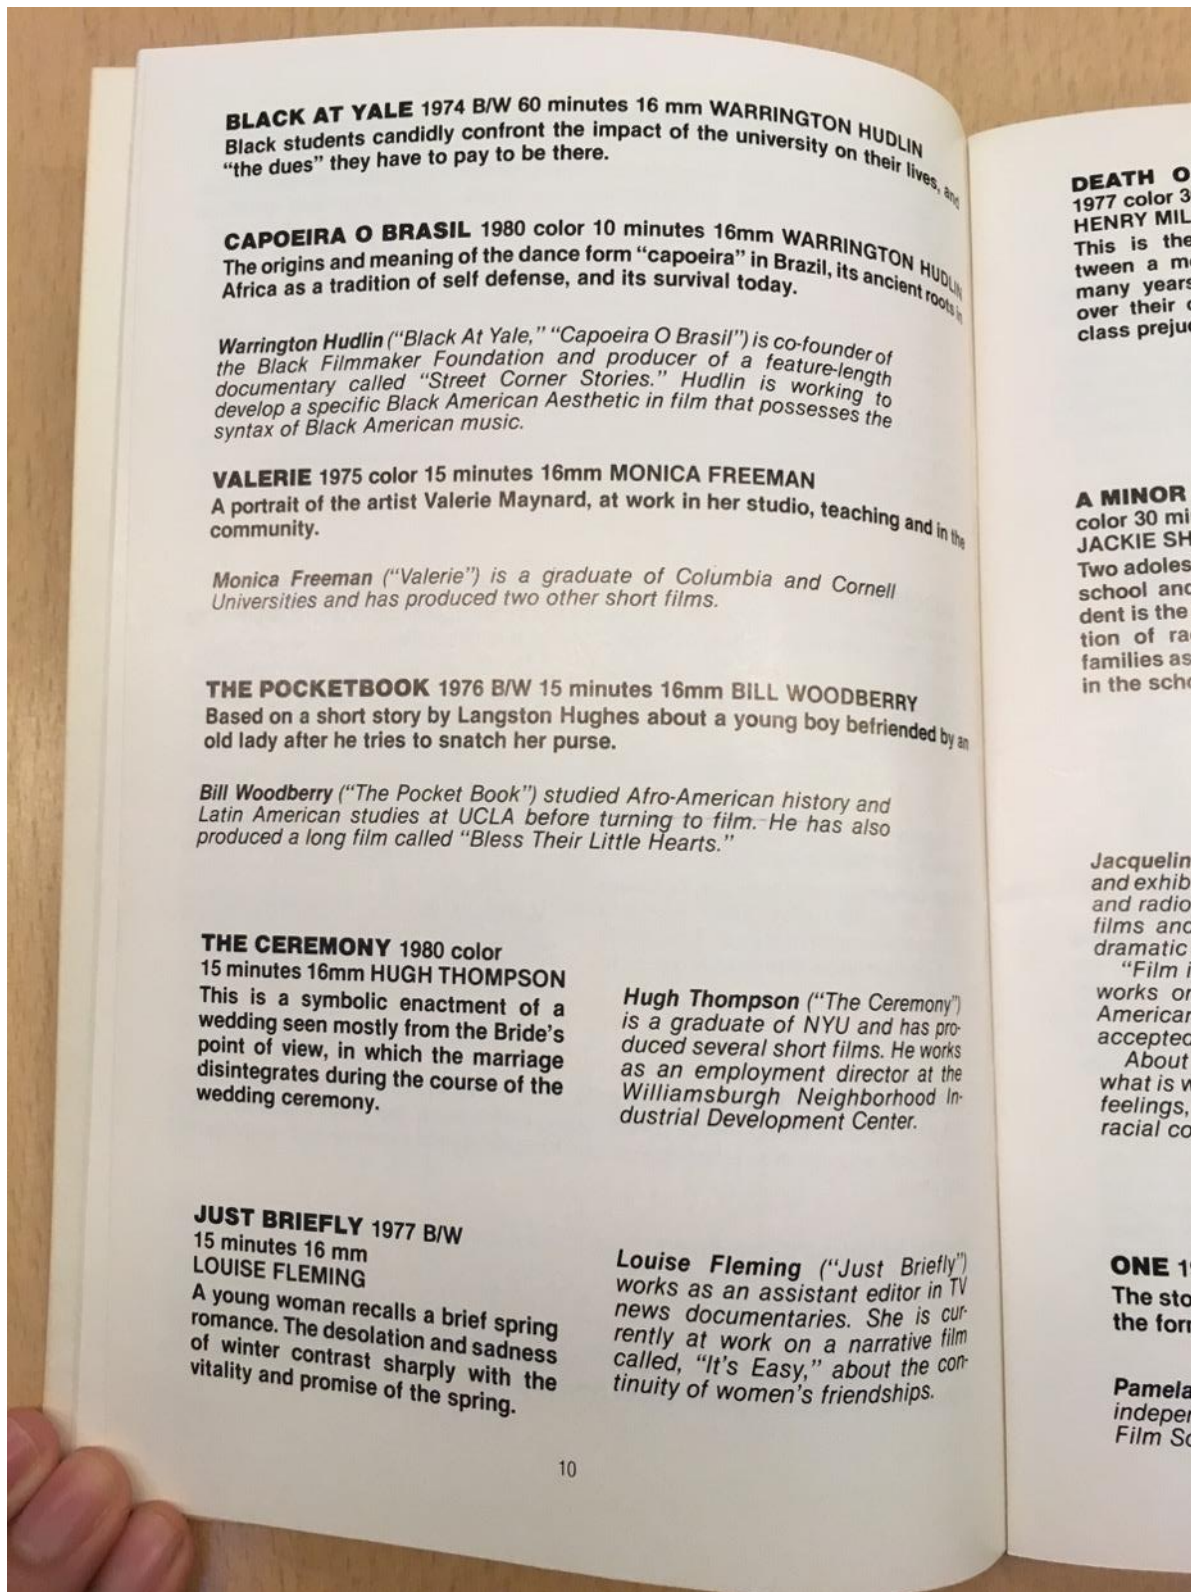 BLACK AT YALE 1974 B/W 60 minutes 16 mm WARRINGTON HUDLIN
Black students candidly confront the impact of the university on their lives, and
“the dues” they have to pay to be there.
CAPOEIRA O BRASIL 1980 color 10 minutes 16mm WARRINGTON HUDLIN
The origins and meaning of the dance form “capoeira” in Brazil, its ancient roots in
Africa as a tradition of self defense, and its survival today.
Warrington Hudlin (“Black At Yale,” “Capoeira O Brasil”) is co-founder of
the Black Filmmaker Foundation and producer of a feature-length
documentary called “Street Corner Stories.” Hudlin is working to
develop a specific Black American Aesthetic in film that possesses the
syntax of Black American music.
VALERIE 1975 color 15 minutes 16mm MONICA FREEMAN
A portrait of the artist Valerie Maynard, at work in her studio, teaching and in the
community.
Monica Freeman (“Valerie”) is a graduate of Columbia and Cornell
Universities and has produced two other short films.
THE POCKETBOOK 1976 B/W 15 minutes 16mm BILL WOODBERRY
Based on a short story by Langston Hughes about a young boy befriended by an
old lady after he tries to snatch her purse.
Bill Woodberry (“The Pocket Book”) studied Afro-American history and
Latin American studies at UCLA before turning to film. He has also
produced a long film called “Bless Their Little Hearts.”
THE CEREMONY 1980 color
15 minutes 16mm HUGH THOMPSON
This is a symbolic enactment of a
wedding seen mostly from the Bride's
point of view, in which the marriage
disintegrates during the course of the
wedding ceremony.
Hugh Thompson (“The Ceremony”)
is a graduate of NYU and has pro-
duced several short films. He works
as an employment director at the
Williamsburgh Neighborhood In-
dustrial Development Center.
JUST BRIEFLY 1977 B/W
15 minutes 16 mm
LOUISE FLEMING
A young woman recalls a brief spring
romance. The desolation and sadness
of winter contrast sharply with the
vitality and promise of the spring.
Louise Fleming (“Just Briefly”)
works as an assistant editor in TV
news documentaries. She is cur-
rently at work on a narrative film
called, “It's Easy,” about the con-
tinuity of women's friendships.
10
DEATH
1977 color
HENRY
This is the
tween a
many years
over their
class
A MINOR
color 30
JACKIE
Two
school
dent is the
tion of
families as
in the
and
and radio
films
dramatic
“Film
works
American
accepted
About
what is
feelings,
racial
ONE
The
the
Pamela
Film